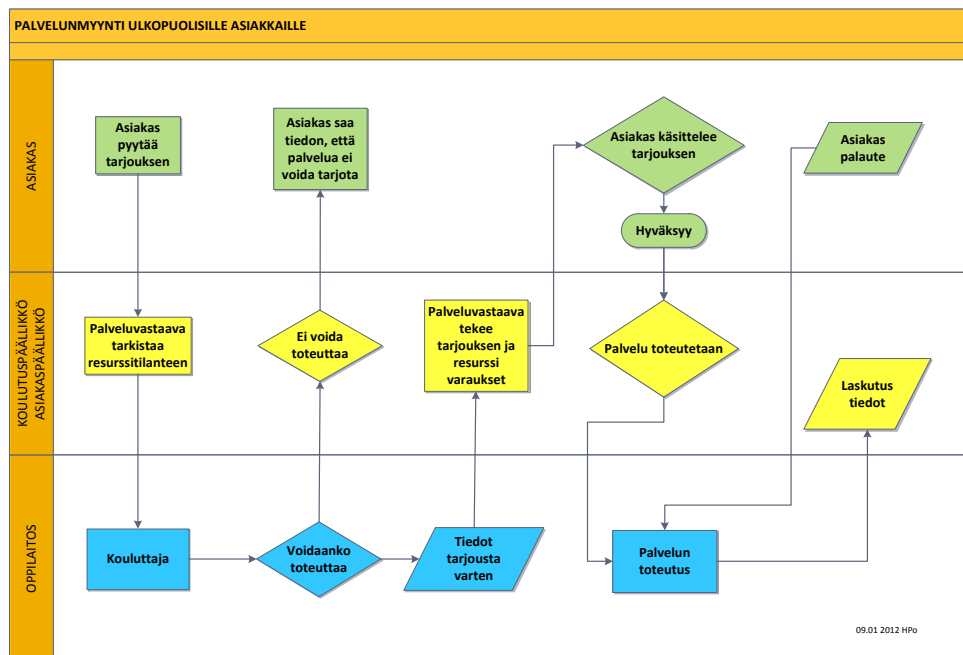 PALVELUNMYYNTI ULKOPUOLISILLE ASIAKKAILLE
ASIAKAS
Asiakas
pyytää
tarjouksen
Asiakas saa
tiedon, että
palvelua ei
voida tarjota
Asiakas käsittelee
tarjouksen
Hyväksyy
Asiakas
palaute
KOULUTUSPÄÄLLIKKÖ
ASIAKASPÄÄLLIKKÖ
Palveluvastaava
tarkistaa
resurssitilanteen
Ei voida
toteuttaa
Palveluvastaava
tekee
tarjouksen ja
resurssi
varaukset
Palvelu toteutetaan
Laskutus
tiedot
OPPILAITOS
Kouluttaja
Voidaanko
toteuttaa
Tiedot
tarjousta
varten
Palvelun
toteutus
09.01 2012 HPo